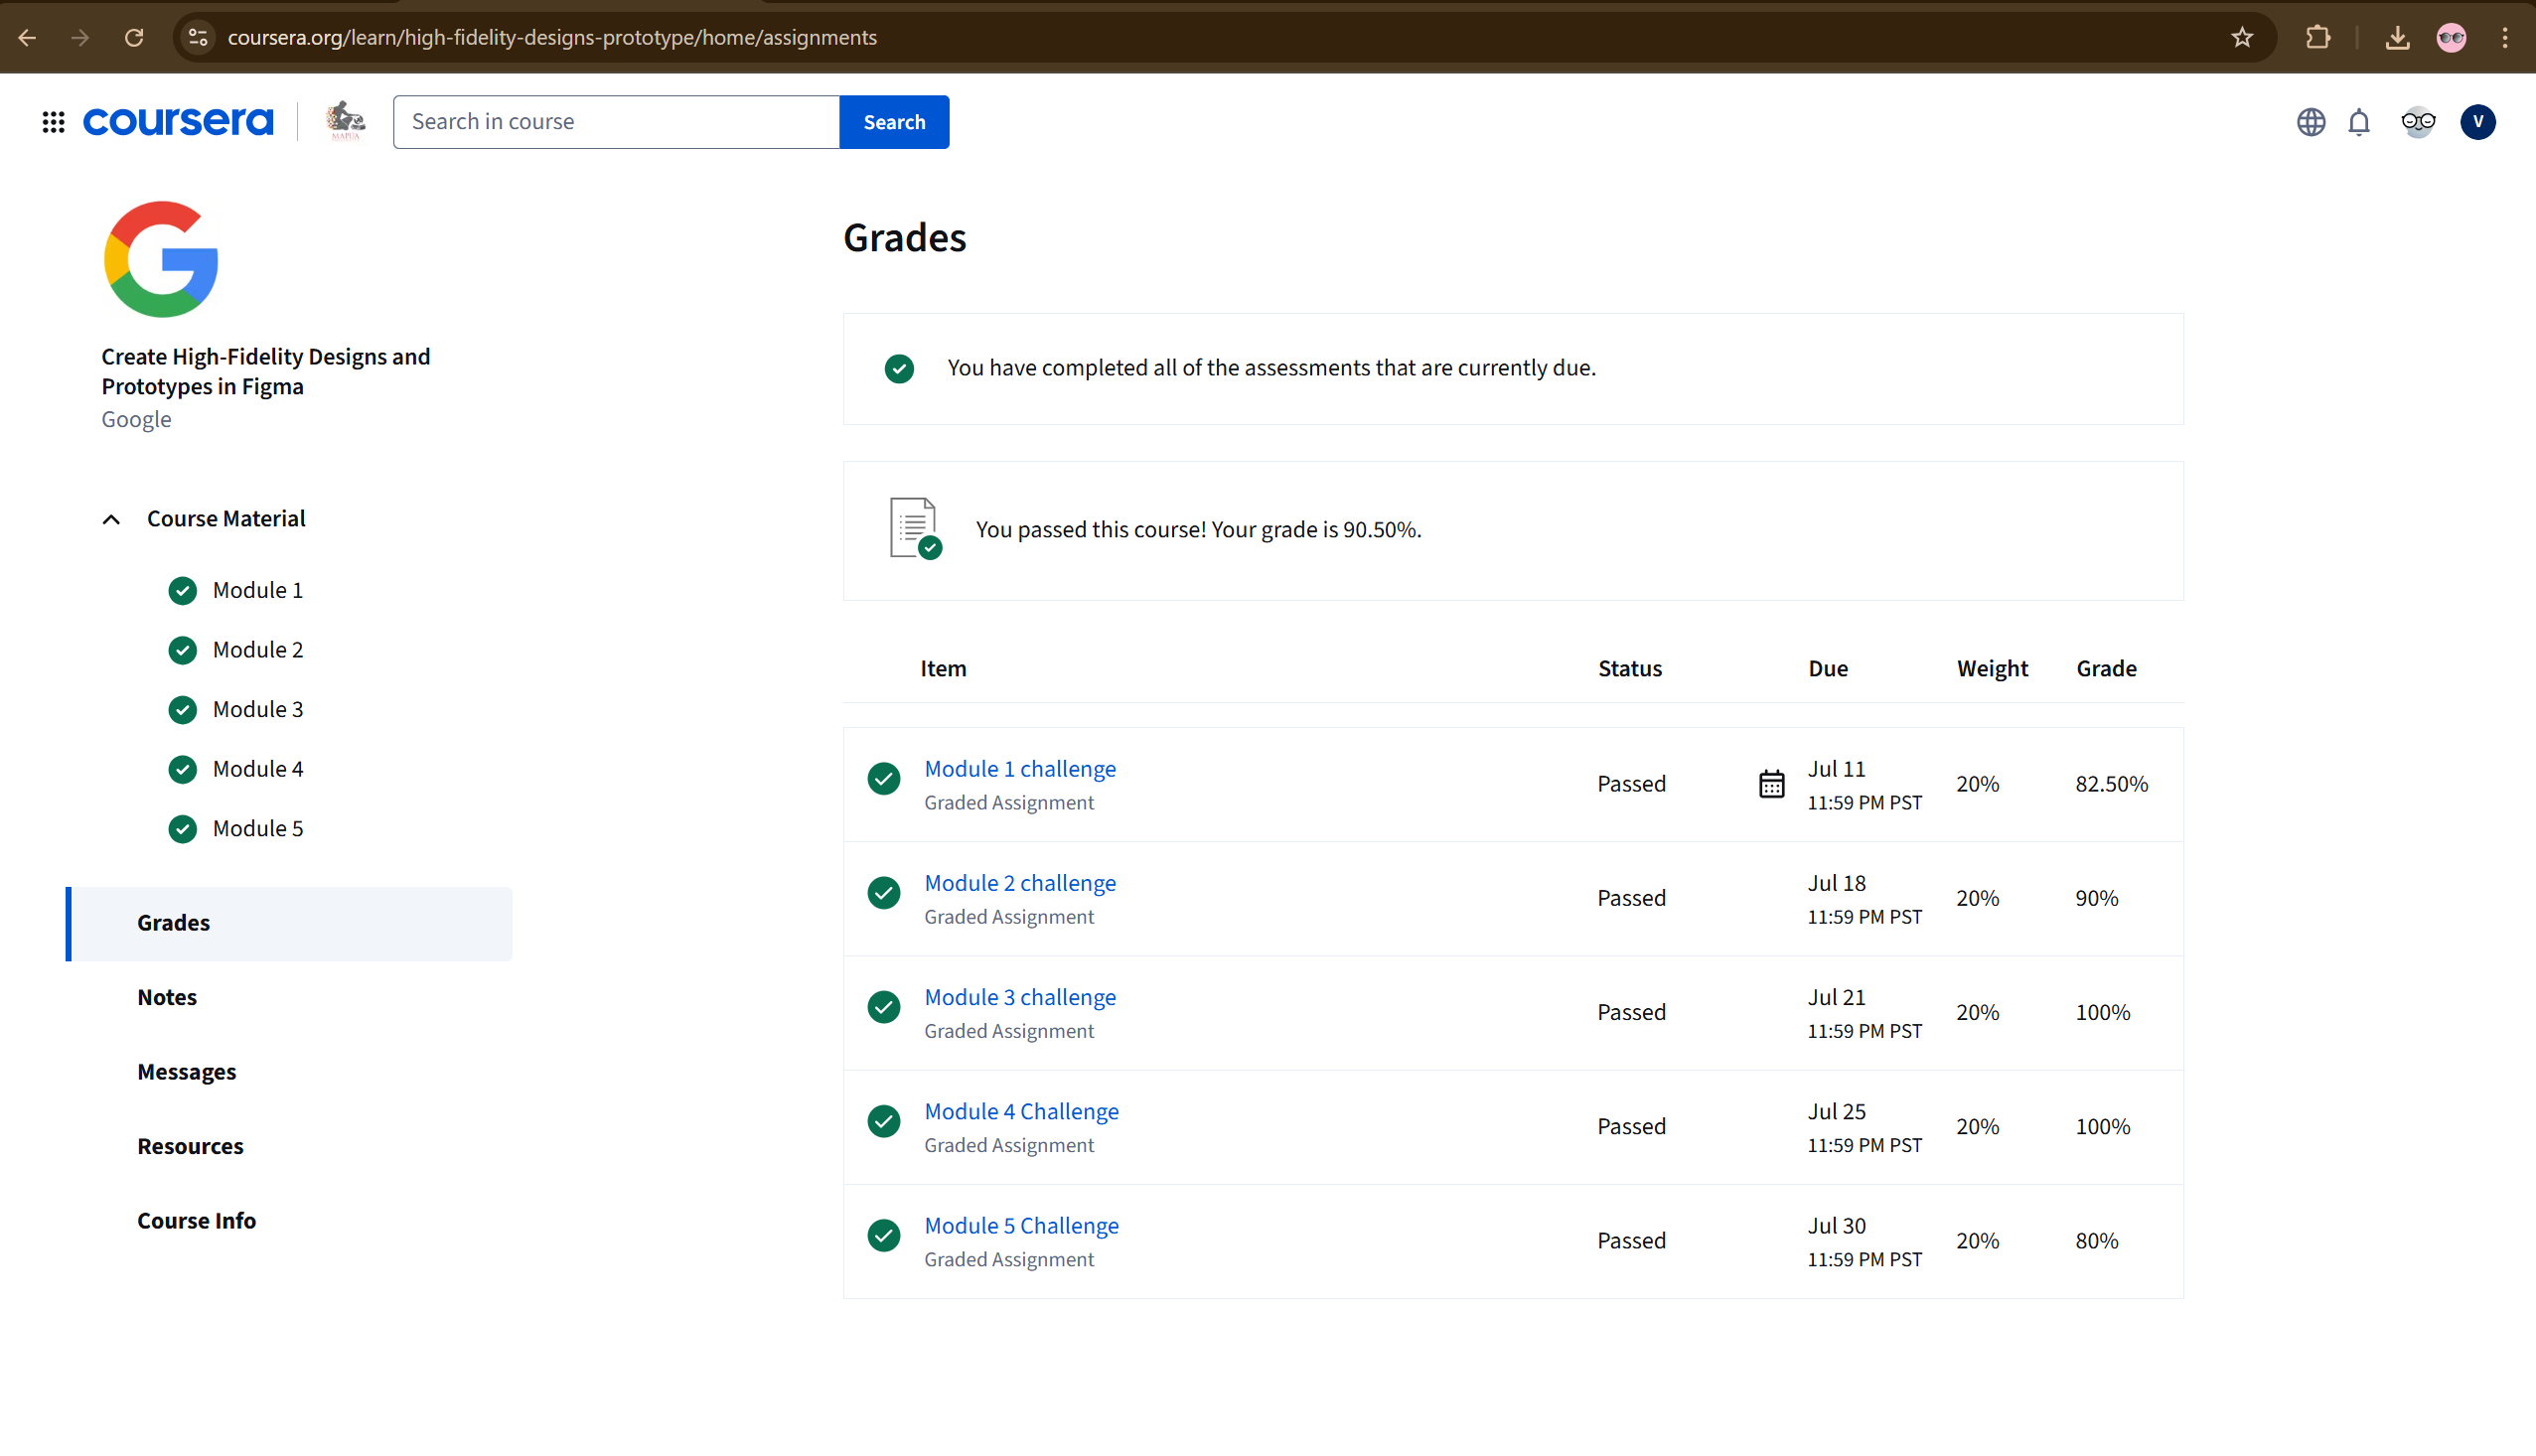 coursera.org/learn/high-fidelity-designs-prototype/home/assignments
coursera
MAPÚA
Search in course
Search
V
Create High-Fidelity Designs and
Prototypes in Figma
Google
Course Material
Module 1
Module 2
Module 3
Module 4
Module 5
Grades
Notes
Messages
Resources
Course Info
Grades
You have completed all of the assessments that are currently due.
You passed this course! Your grade is 90.50%.
Item Status Due Weight Grade
Module 1 challenge
Graded Assignment
Passed
Jul 11
11:59 PM PST
20%
82.50%
Module 2 challenge
Graded Assignment
Passed
Jul 18
11:59 PM PST
20%
90%
Module 3 challenge
Graded Assignment
Passed
Jul 21
11:59 PM PST
20%
100%
Module 4 Challenge
Graded Assignment
Passed
Jul 25
11:59 PM PST
20%
100%
Module 5 Challenge
Graded Assignment
Passed
Jul 30
11:59 PM PST
20%
80%